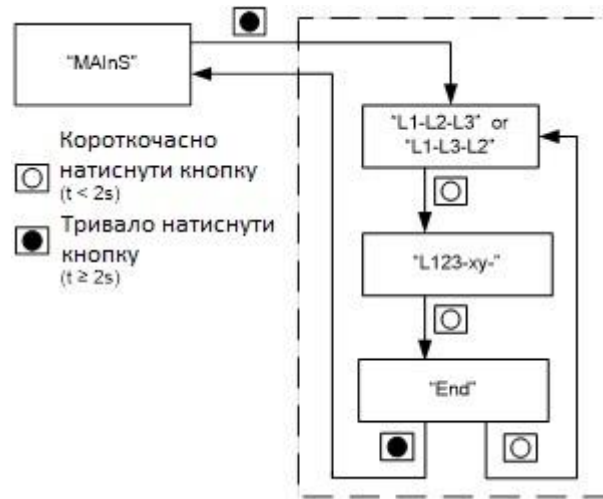 "MAInS"
Короткочасно
натиснути кнопку
(t < 2s)
Тривало натиснути
кнопку
(t ≥ 2s)
"L1-L2-L3" or
"L1-L3-L2"
"L123-xy-"
"End"